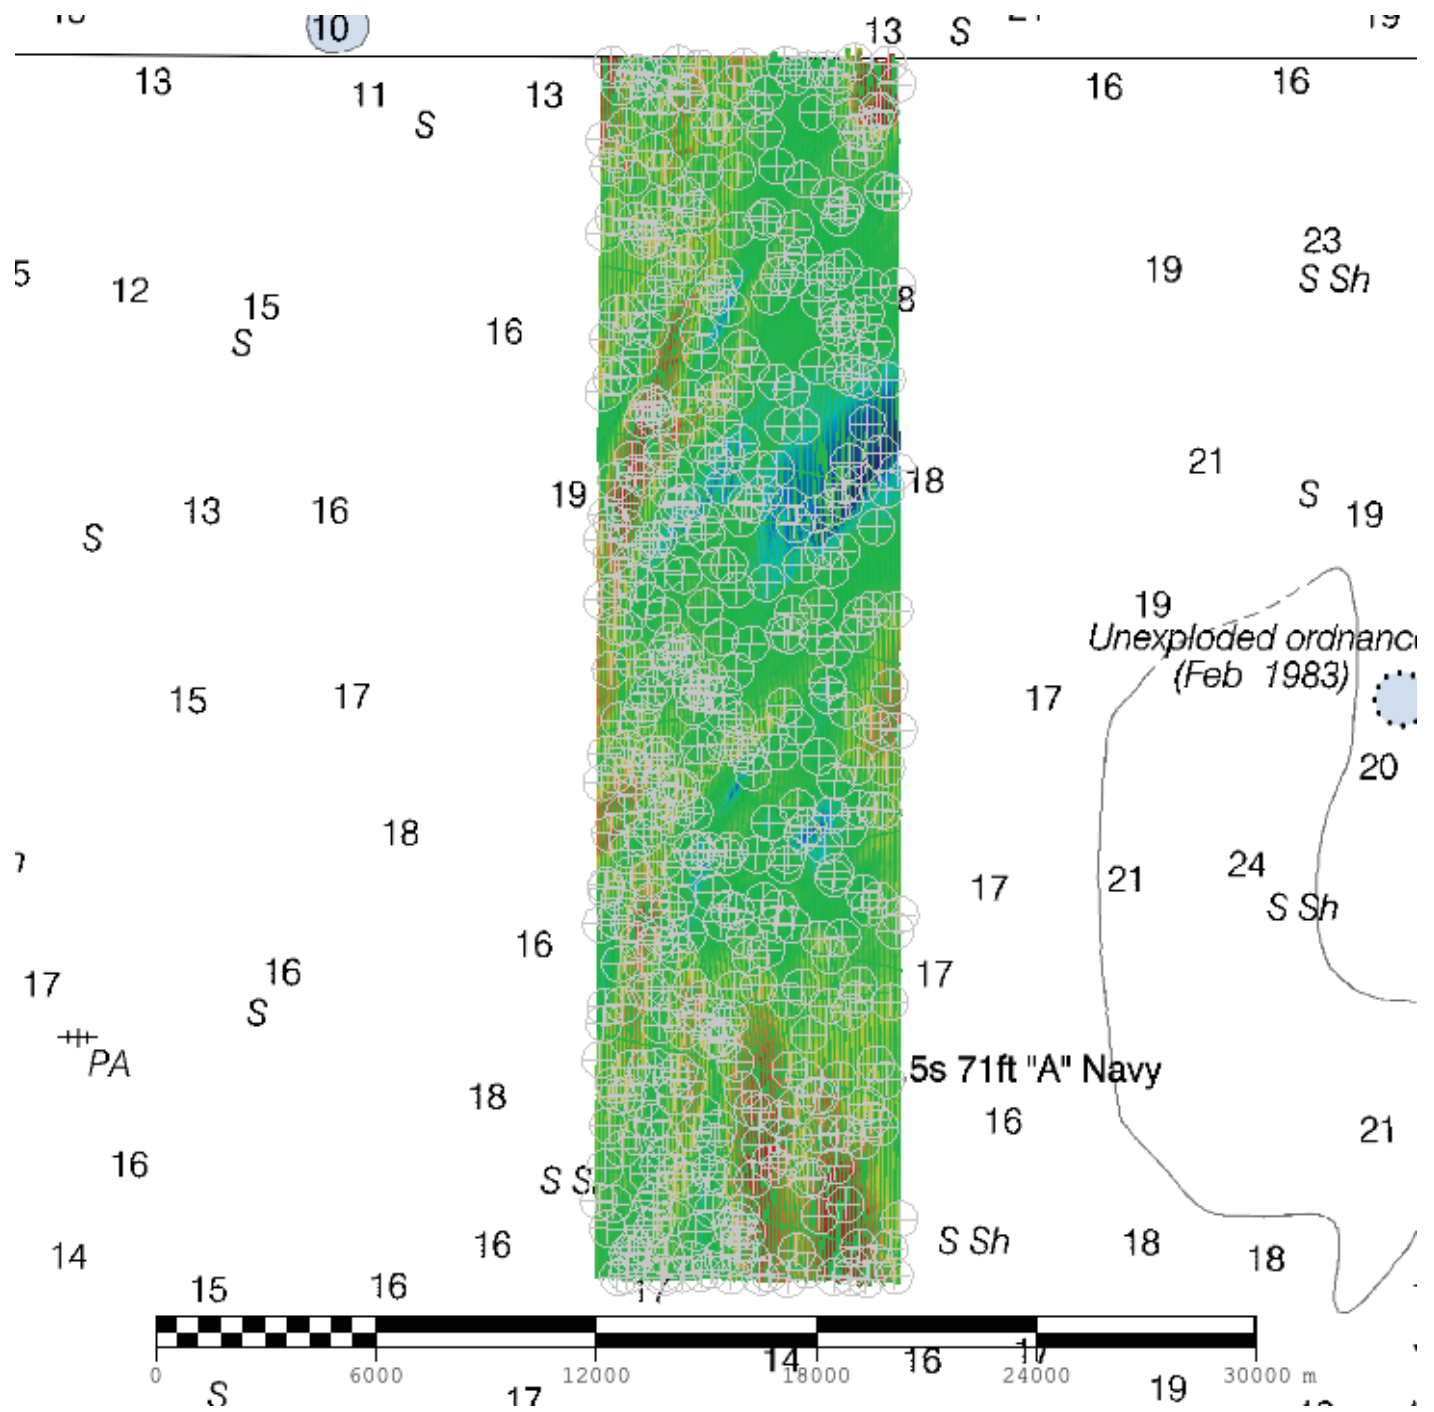 10
13 S
19
13 11 13 16 16
S
23
5 12 15 19 S Sh
8
S 16
21
18
19 S
13 16 19
S
19
Unexploded ordnanc
(Feb 1983)
15 17 17
20
18
24
17 21
S Sh
16
17 16 17
S
PA
5s 71ft "A" Navy
18 16
21
16
S S
S Sh
14 16 18 18
15 16 17
14 16
0 6000 12000 18000 24000 30000 m
S 17 19